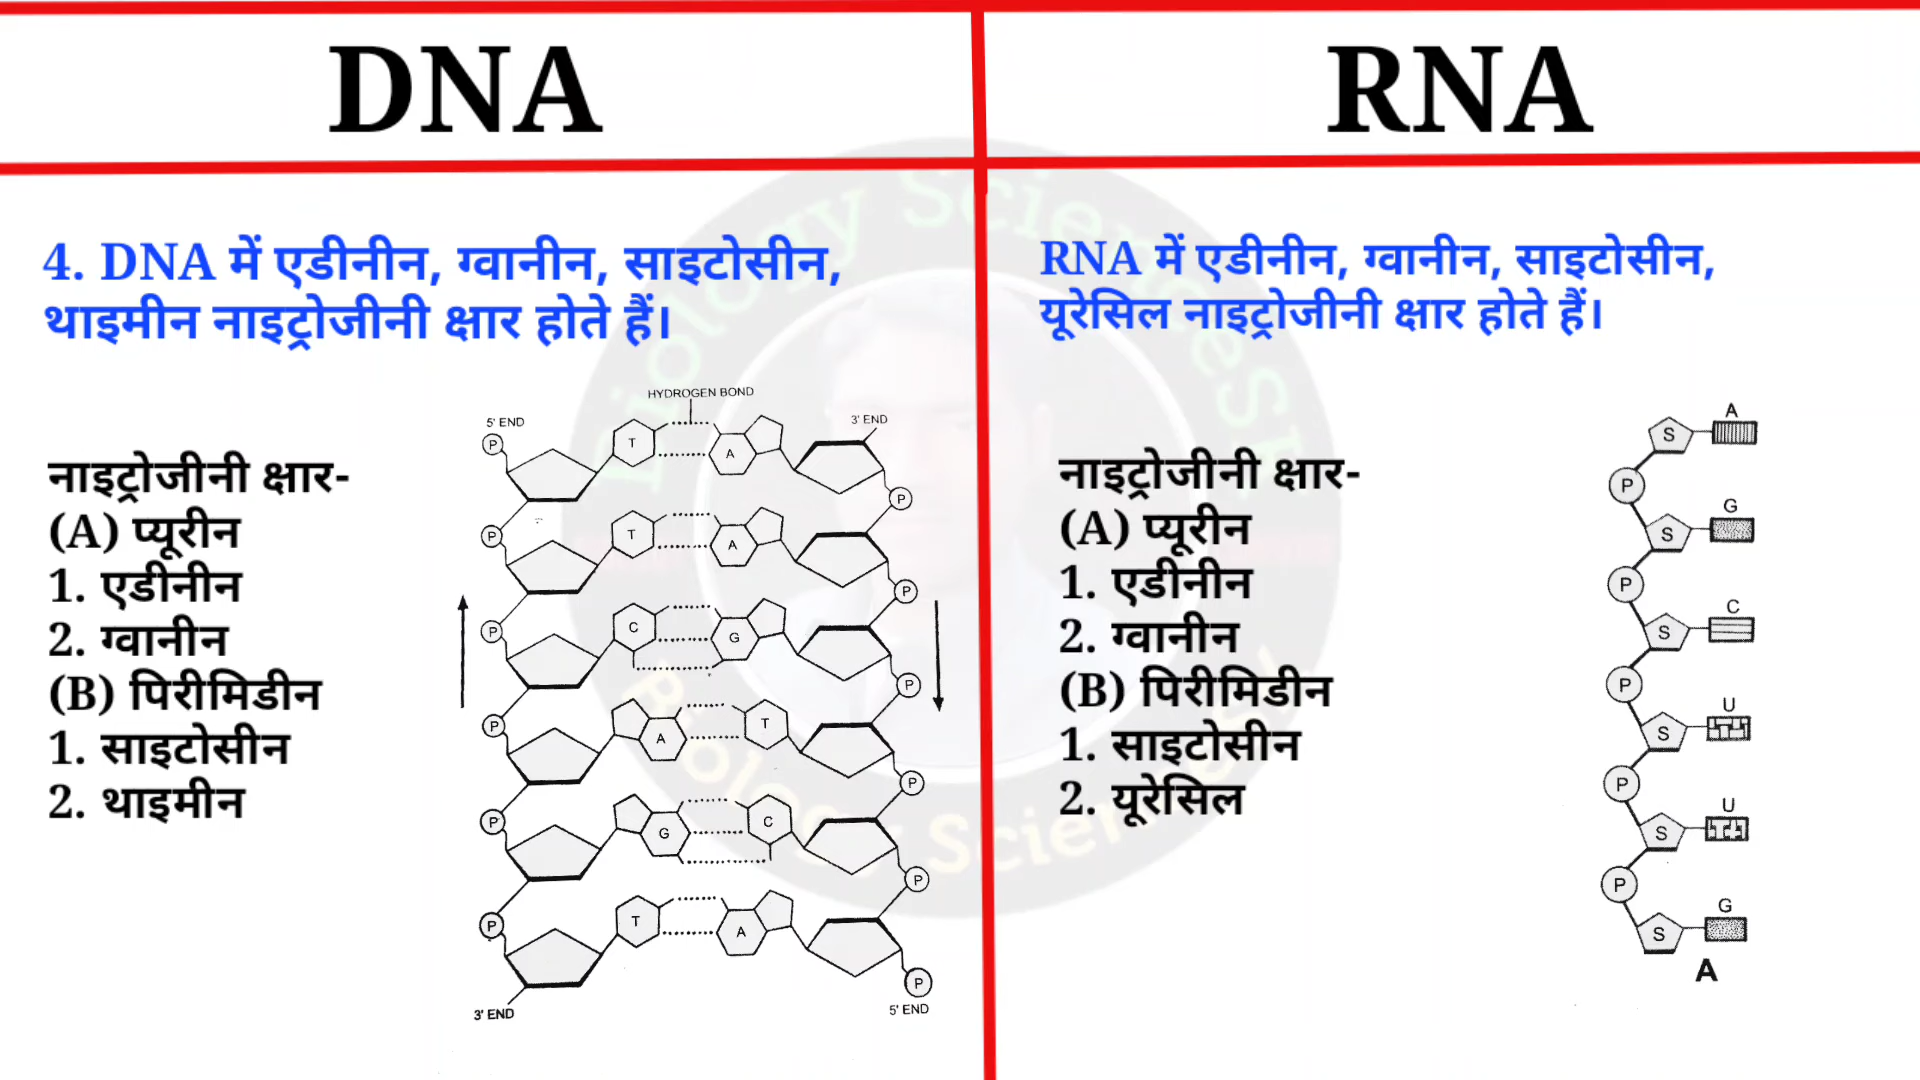 DNA
RNA
4. DNA में एडीनीन, ग्वानीन, साइटोसीन,
थाइमीन नाइट्रोजीनी क्षार होते हैं।
नाइट्रोजीनी क्षार-
(A) प्यूरीन
1. एडीनीन
2. ग्वानीन
(B) पिरीमिडीन
1. साइटोसीन
2. थाइमीन
HYDROGEN BOND
5' END
3' END
P
T
A
P
P
T
A
P
P
C
G
P
P
A
T
P
P
G
C
P
P
T
A
P
3' END
5' END
RNA में एडीनीन, ग्वानीन, साइटोसीन,
यूरेसिल नाइट्रोजीनी क्षार होते हैं।
नाइट्रोजीनी क्षार-
(A) प्यूरीन
1. एडीनीन
2. ग्वानीन
(B) पिरीमिडीन
1. साइटोसीन
2. यूरेसिल
A
S
P
G
S
P
C
S
P
U
S
P
U
S
P
G
S
A